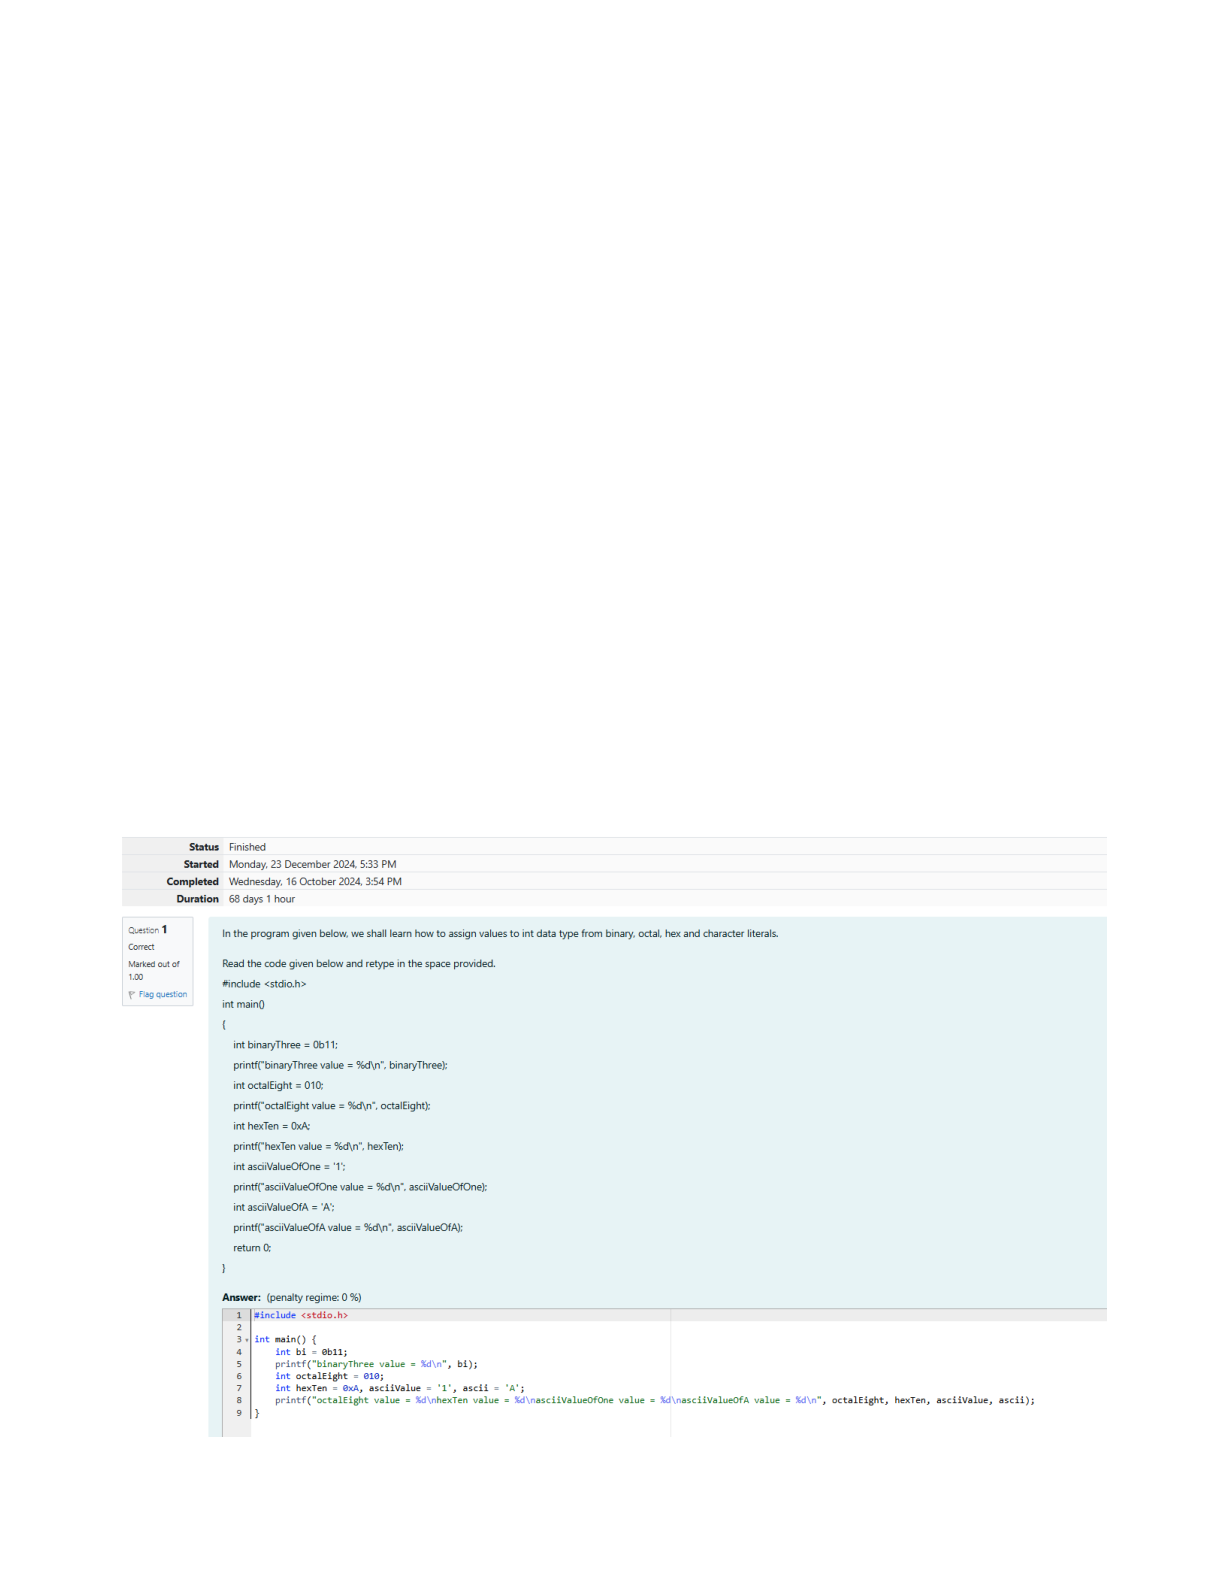 Status Finished
Started Monday, 23 December 2024, 5:33 PM
Completed Wednesday, 16 October 2024, 3:54 PM
Duration 68 days 1 hour
Question 1
Correct
Marked out of
1.00
Flag question
In the program given below, we shall learn how to assign values to int data type from binary, octal, hex and character literals.
Read the code given below and retype in the space provided.
#include <stdio.h>
int main()
{
int binaryThree = 0b11;
printf("binaryThree value = %d\n", binaryThree);
int octalEight = 010;
printf("octalEight value = %d\n", octalEight);
int hexTen = 0xA;
printf("hexTen value = %d\n", hexTen);
int asciiValueOfOne = '1';
printf("asciiValueOfOne value = %d\n", asciiValueOfOne);
int asciiValueOfA = 'A';
printf("asciiValueOfA value = %d\n", asciiValueOfA);
return 0;
}
Answer: (penalty regime: 0 %)
1 #include <stdio.h>
2
3 int main() {
4 int bi = 0b11;
5 printf("binaryThree value = %d\n", bi);
6 int octalEight = 010;
7 int hexTen = 0xA, asciiValue = '1', ascii = 'A';
8 printf("octalEight value = %d\nhexTen value = %d\nasciiValueOfOne value = %d\nasciiValueOfA value = %d\n", octalEight, hexTen, asciiValue, ascii);
9 }